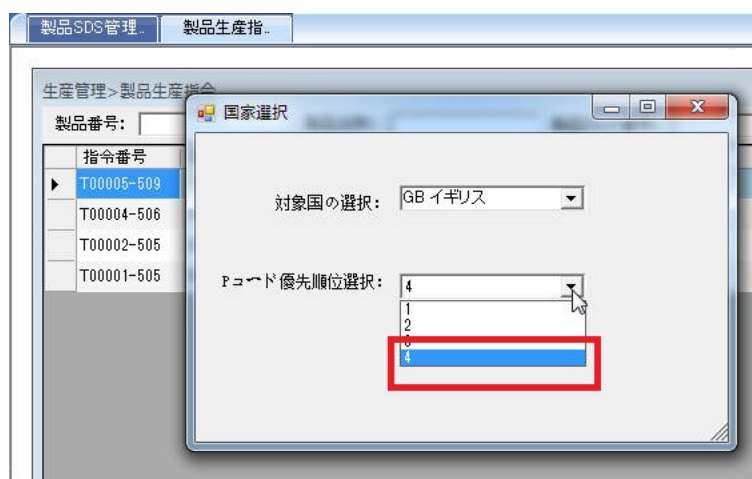 製品SDS管理..
製品生産指..
生産管理>製品生産指令
製品番号:
国家選択
指令番号
T00005-509
T00004-506
T00002-505
T00001-505
対象国の選択:
GB イギリス
Pコード優先順位選択:
4
1
2
3
4